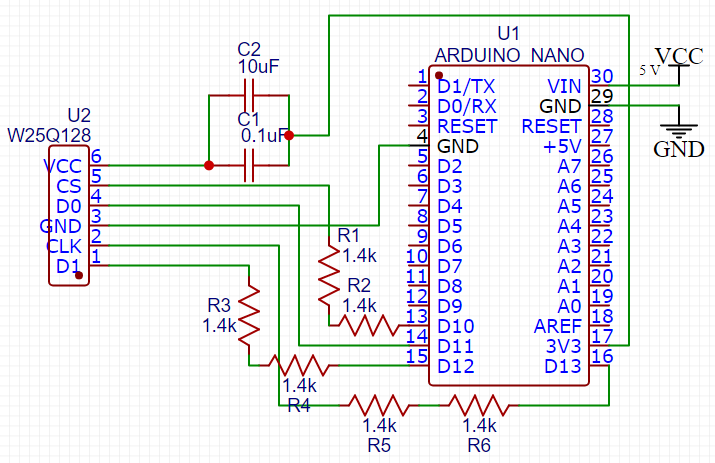 C2
10uF
C1
0.1uF
U2
W25Q128
VCC 6
CS 5
D0 4
GND 3
CLK 2
D1 1
R1
1.4k
R2
1.4k
R3
1.4k
1.4k
R4
1.4k
R5
1.4k
R6
U1
ARDUINO NANO
1 D1/TX
2 D0/RX
3 RESET
4 GND
5 D2
6 D3
7 D4
8 D5
9 D6
10 D7
11 D8
12 D9
13 D10
14 D11
15 D12
VIN 30
GND 29
RESET 28
+5V 27
A7 26
A6 25
A5 24
A4 23
A3 22
A2 21
A1 20
A0 19
AREF 18
3V3 17
D13 16
VCC
5 V
GND